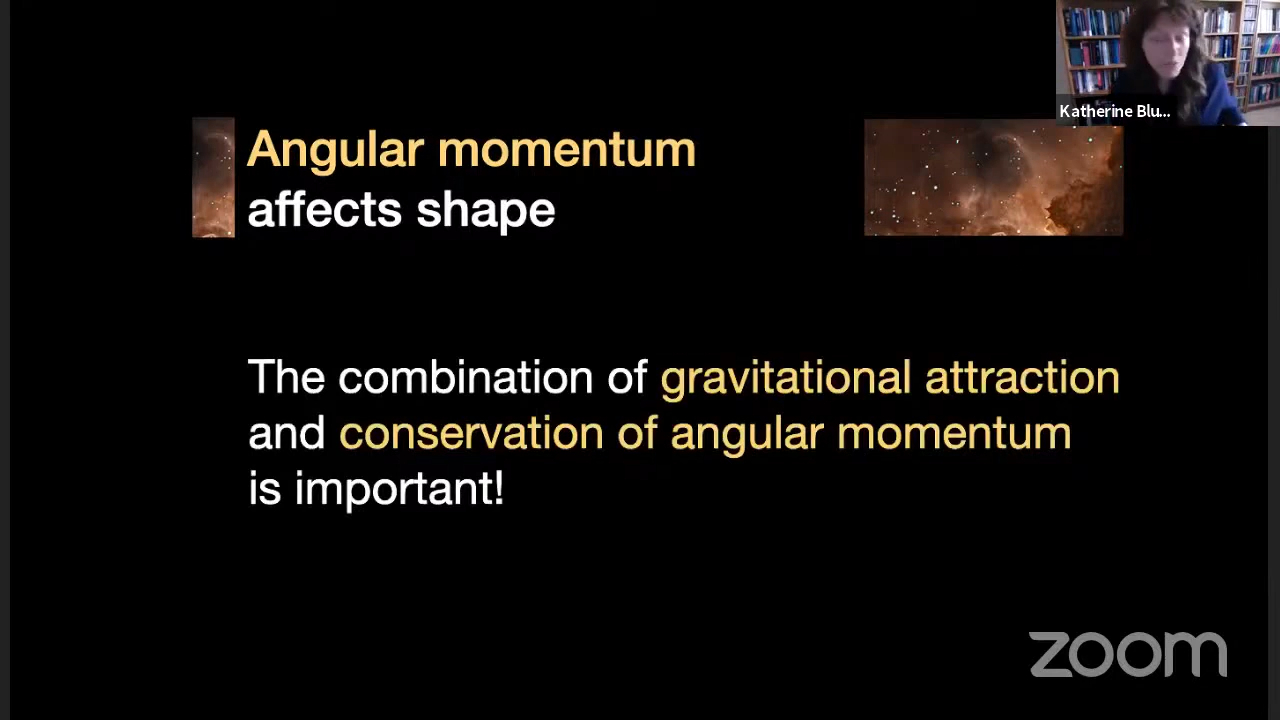 Katherine Blu...
Angular momentum
affects shape
The combination of gravitational attraction
and conservation of angular momentum
is important!
zoom